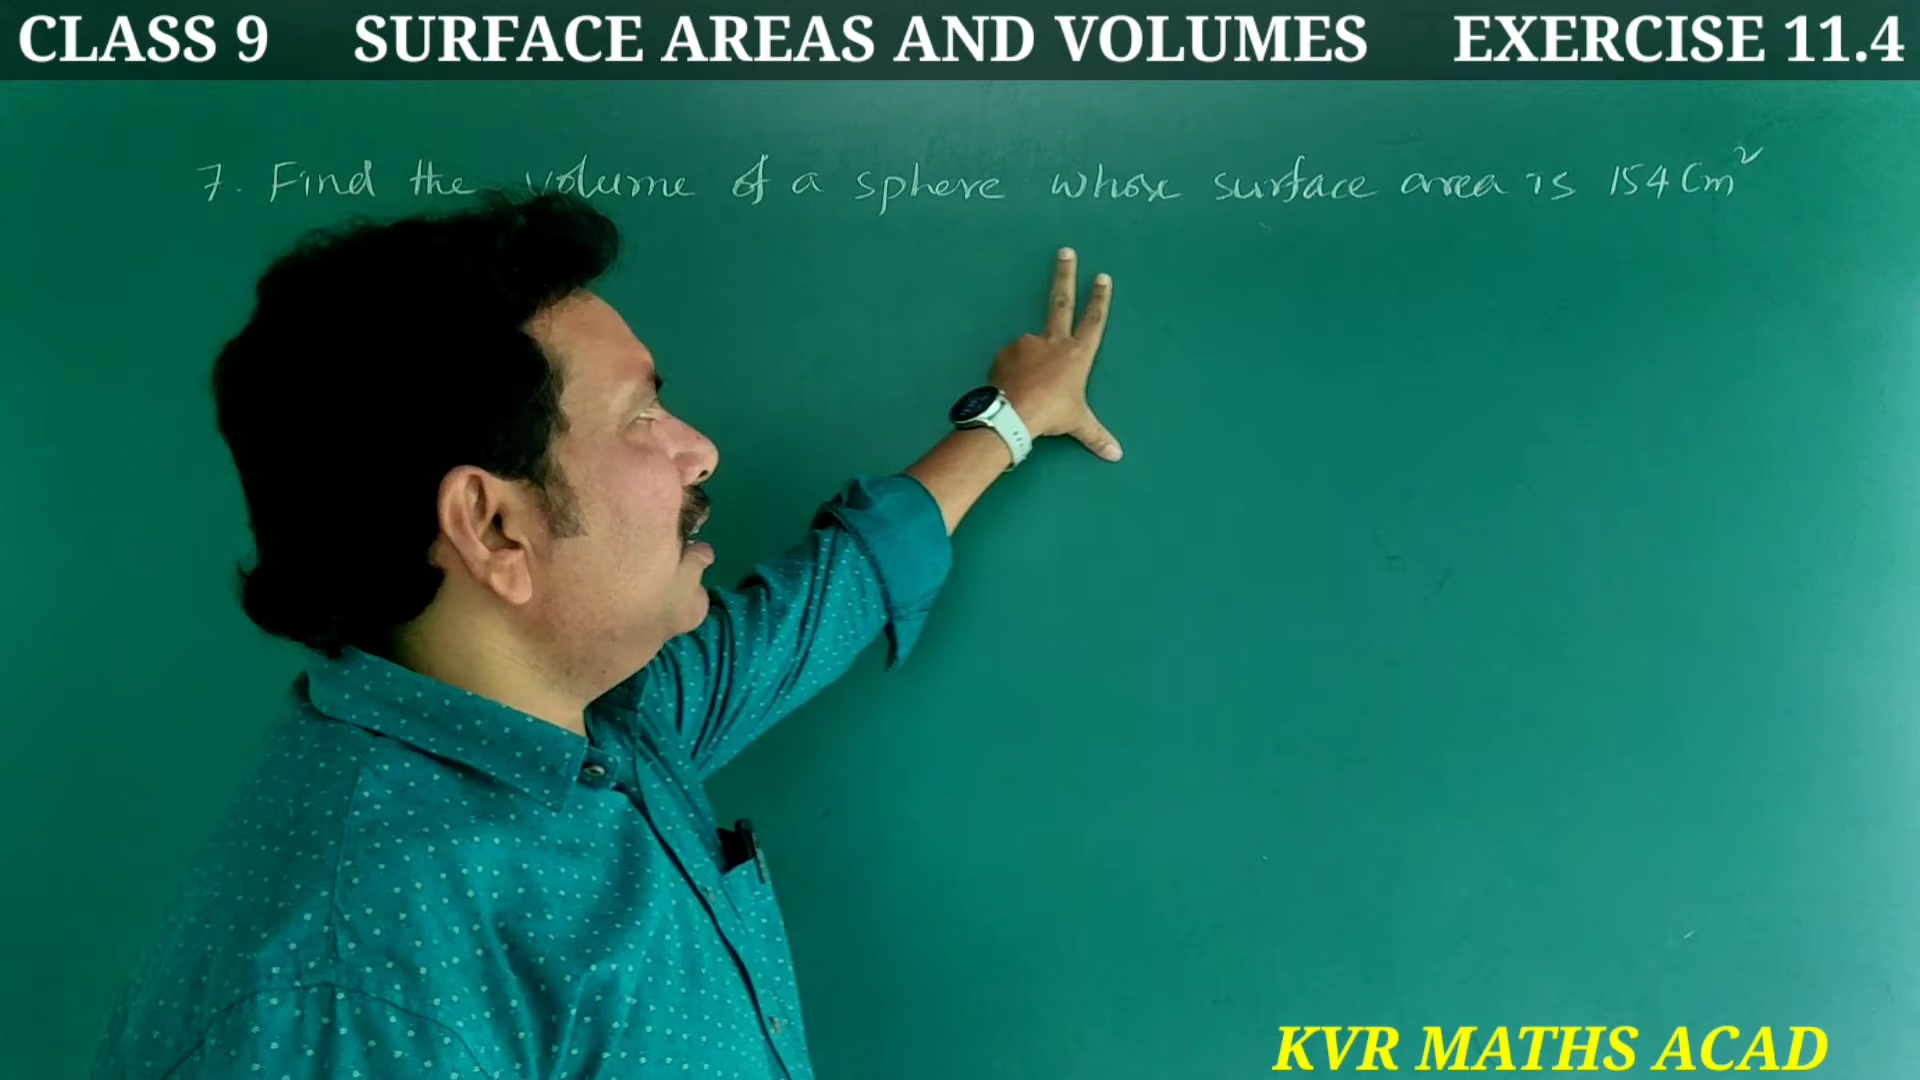 CLASS 9 SURFACE AREAS AND VOLUMES EXERCISE 11.4
7. Find the volume of a sphere whose surface area is 154 Cm²
KVR MATHS ACAD